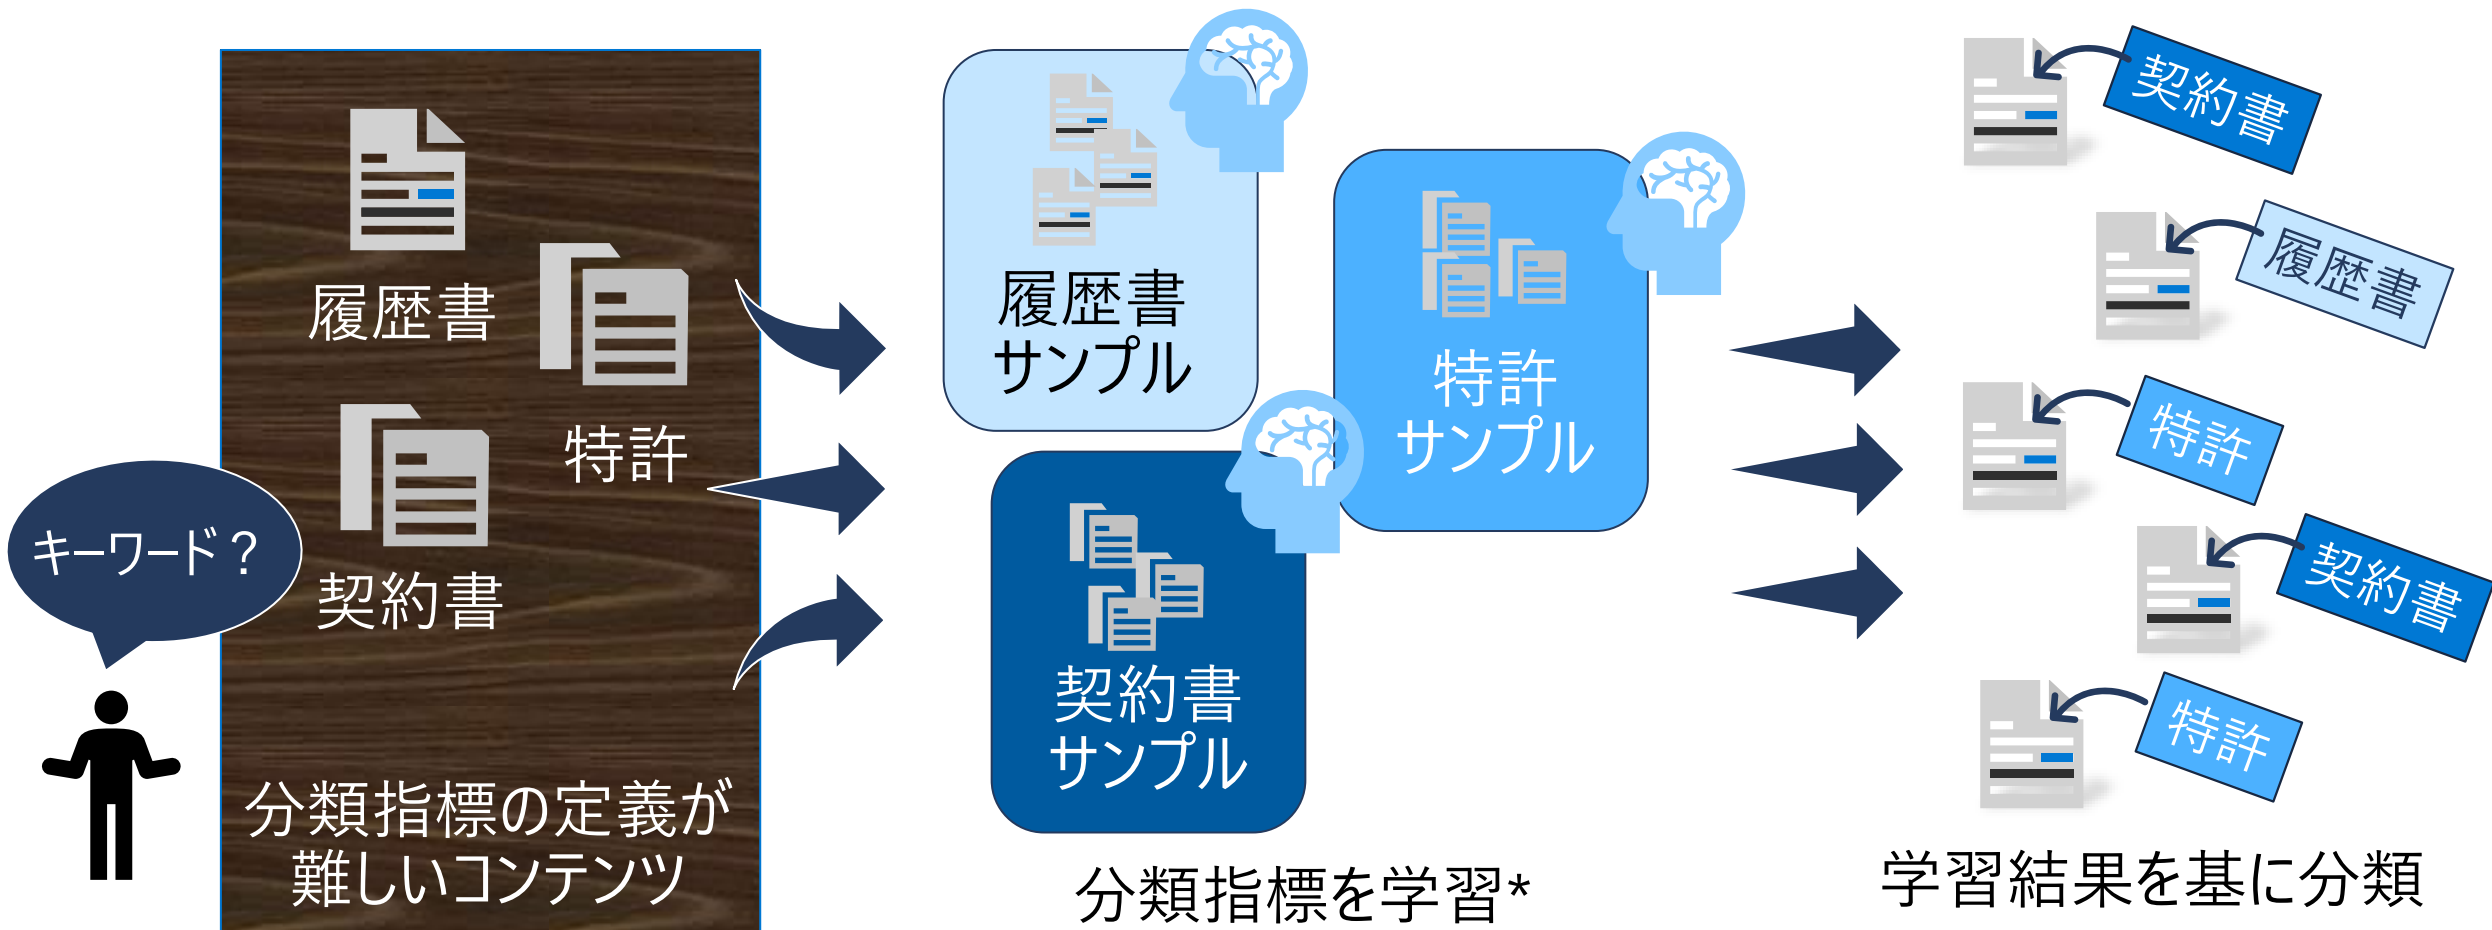 キーワード？
履歴書
特許
契約書
分類指標の定義が
難しいコンテンツ
履歴書
サンプル
特許
サンプル
契約書
サンプル
分類指標を学習*
契約書
履歴書
特許
契約書
特許
学習結果を基に分類